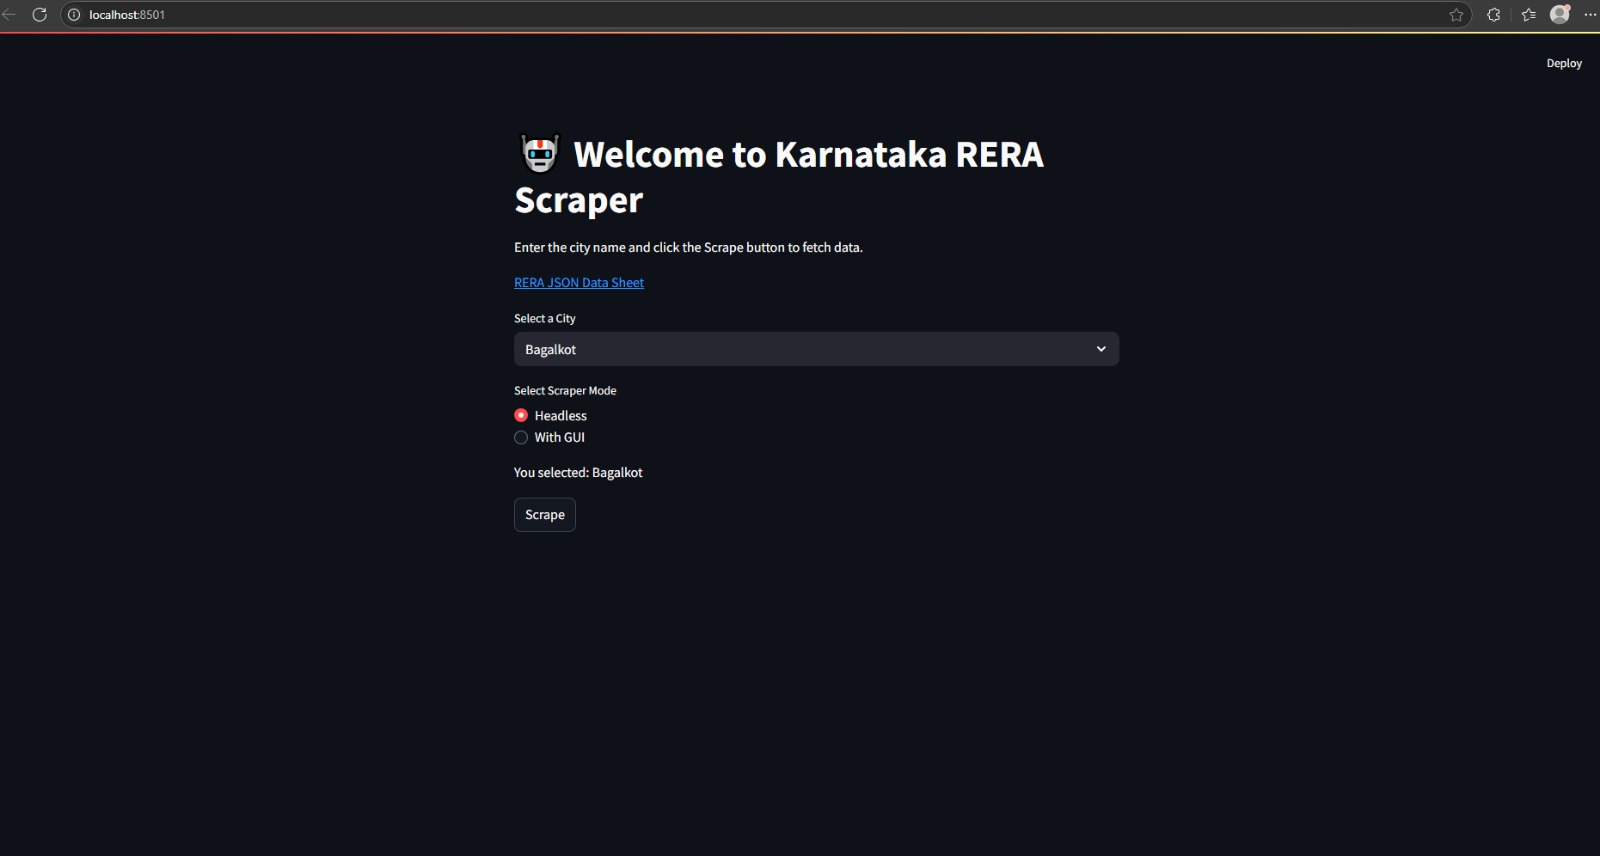 localhost:8501
Deploy
Welcome to Karnataka RERA
Scraper
Enter the city name and click the Scrape button to fetch data.
RERA JSON Data Sheet
Select a City
Bagalkot
Select Scraper Mode
Headless
With GUI
You selected: Bagalkot
Scrape